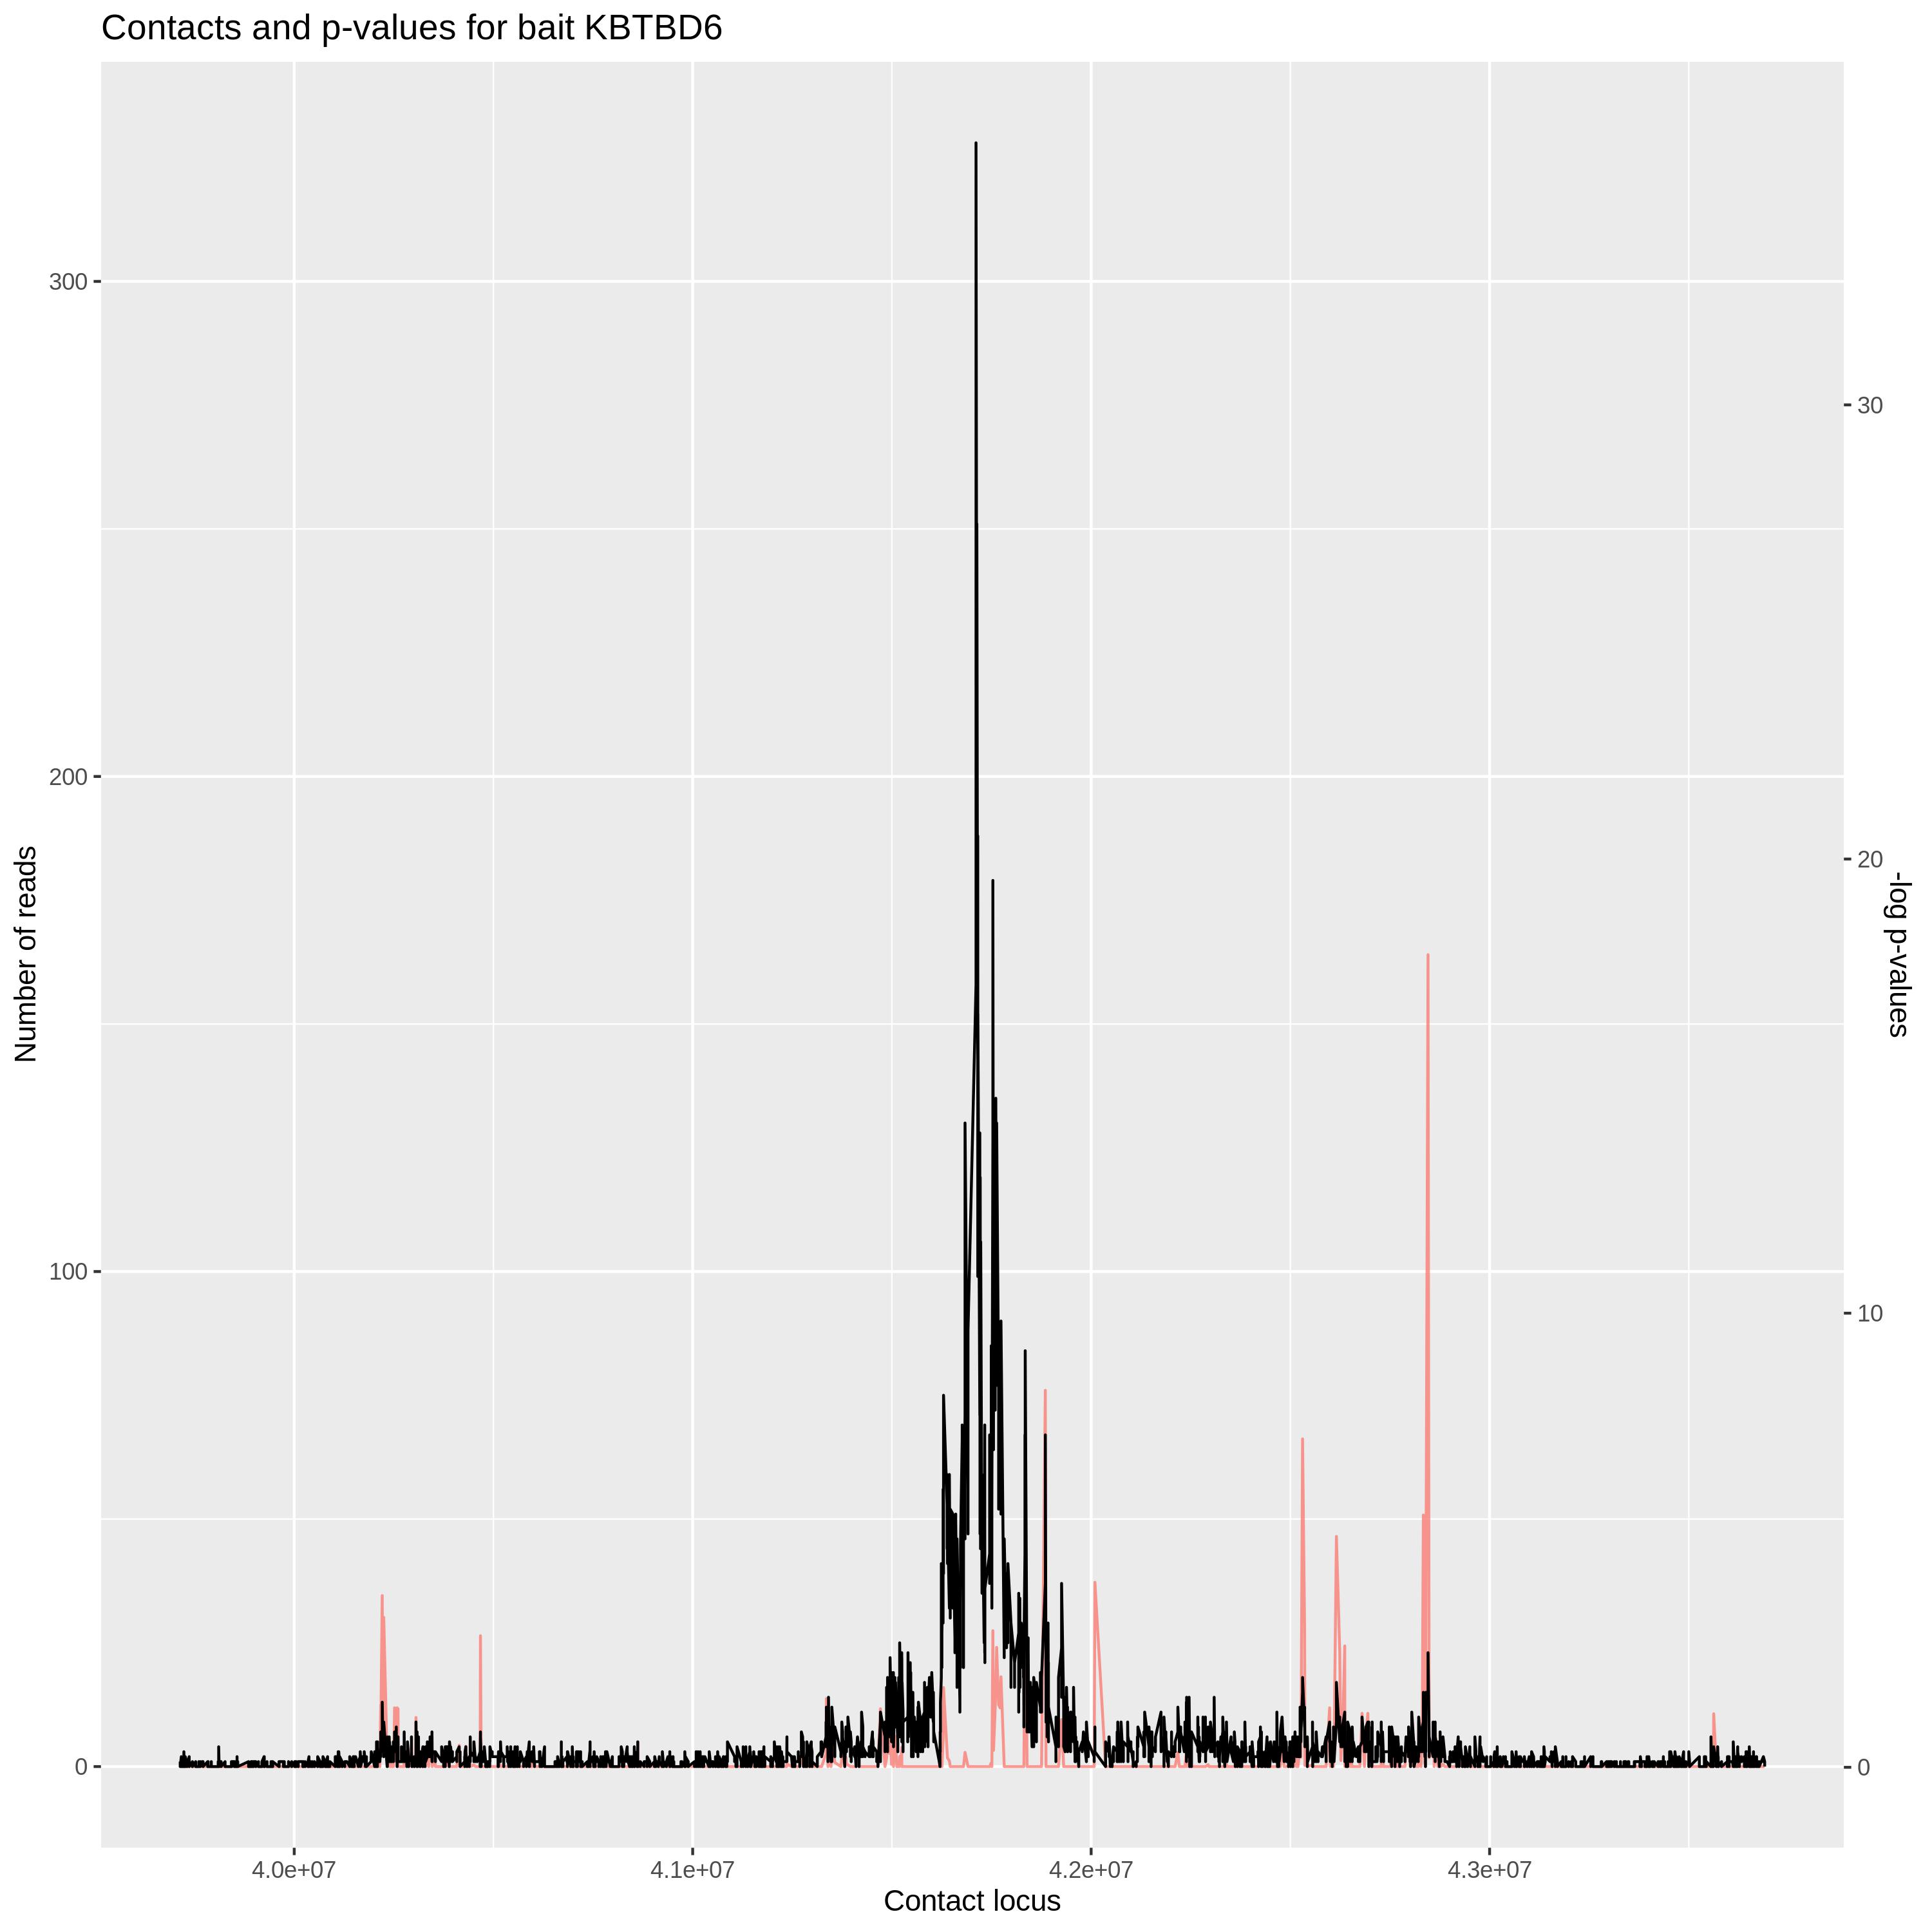 Contacts and p-values for bait KBTBD6
300
200
100
0
Number of reads
30
20
10
0
-log p-values
4.0e+07
4.1e+07
4.2e+07
4.3e+07
Contact locus